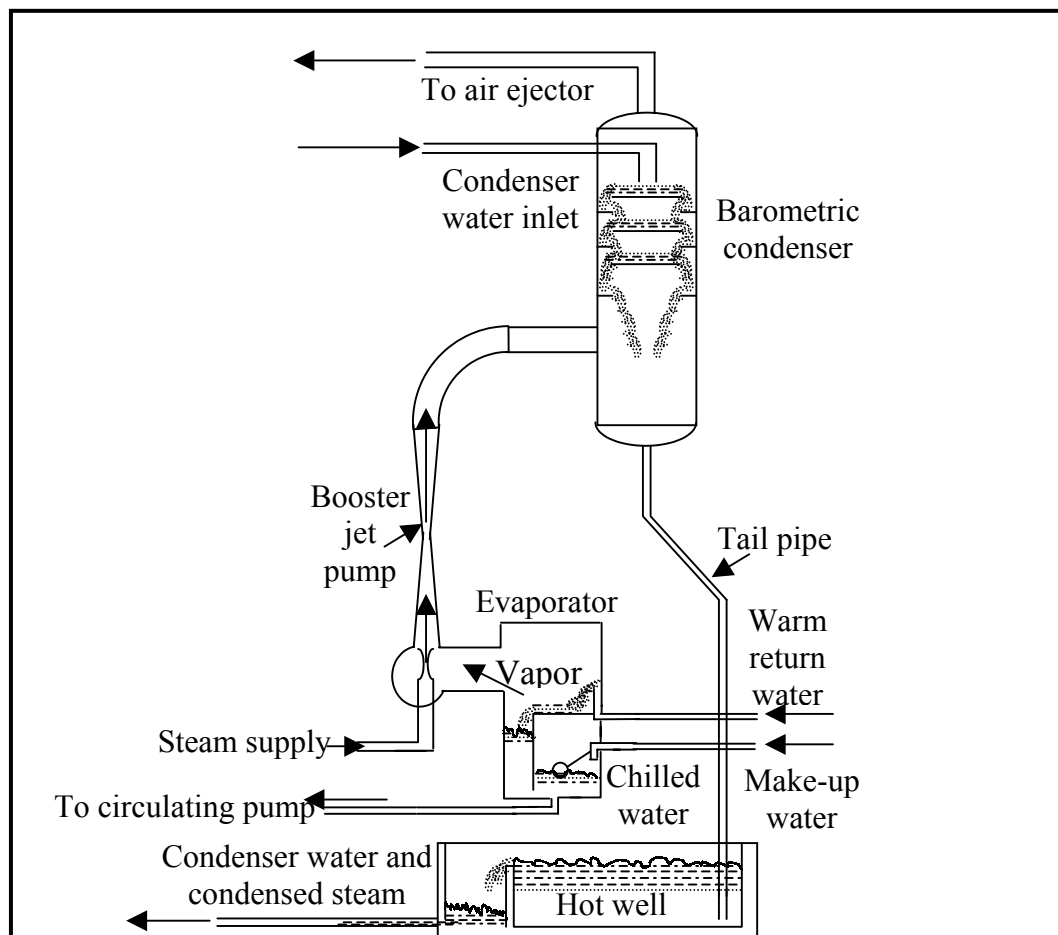 To air ejector
Condenser
water inlet
Barometric
condenser
Booster
jet
pump
Tail pipe
Evaporator
Warm
return
water
Vapor
Steam supply
Chilled
water
Make-up
water
To circulating pump
Condenser water and
condensed steam
Hot well